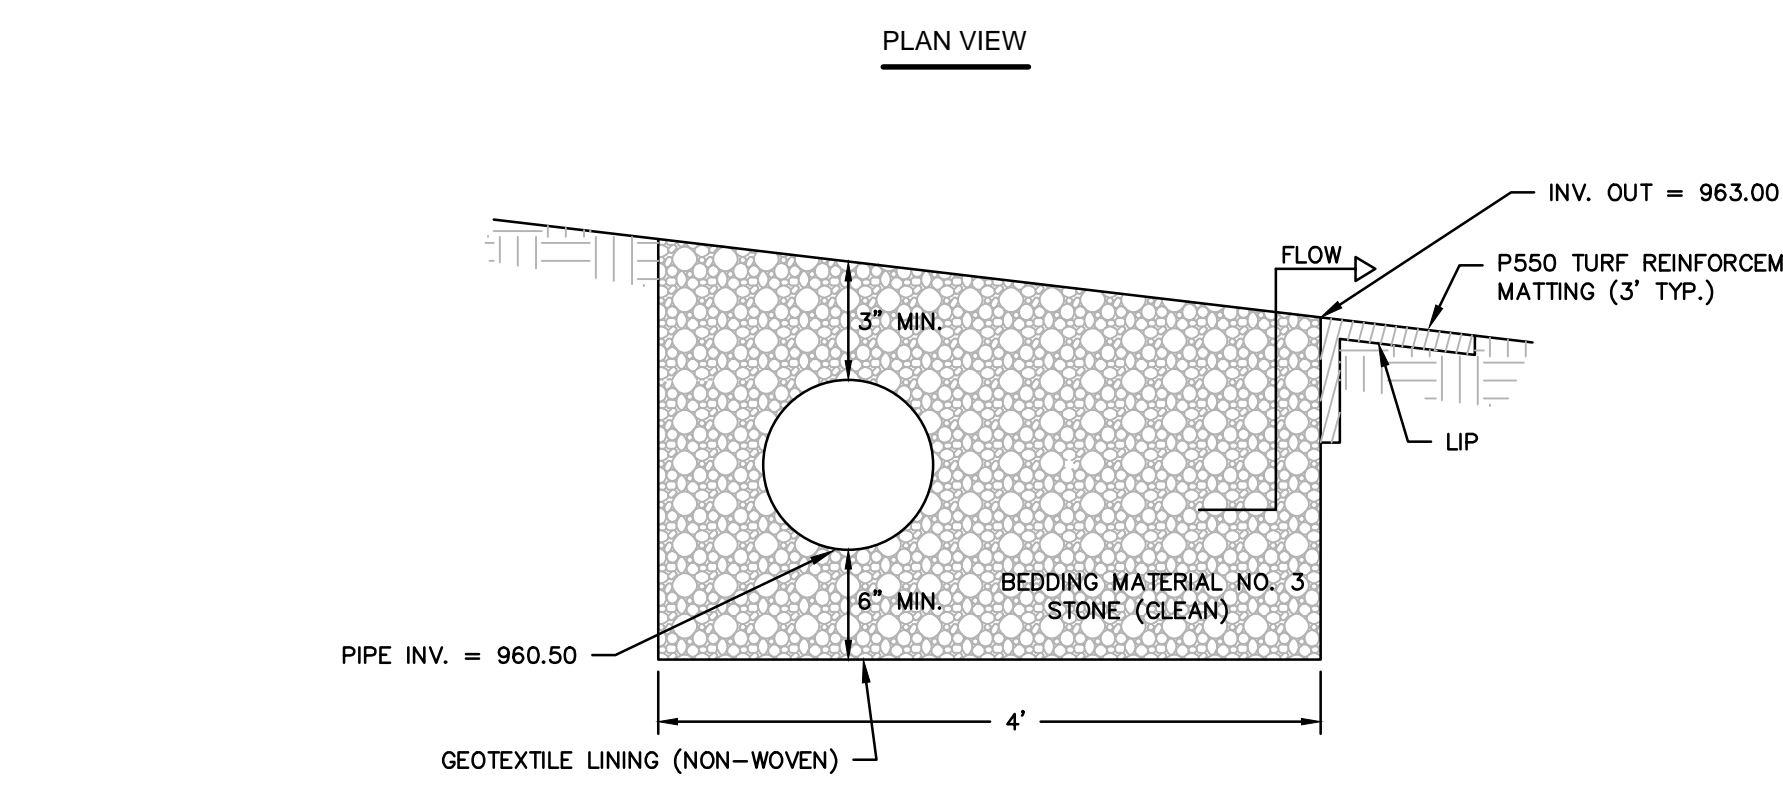 PLAN VIEW
INV. OUT = 963.00
FLOW
P550 TURF REINFORCEM
MATTING (3' TYP.)
3" MIN.
LIP
BEDDING MATERIAL NO. 3
STONE (CLEAN)
6" MIN.
PIPE INV. = 960.50
4'
GEOTEXTILE LINING (NON-WOVEN)